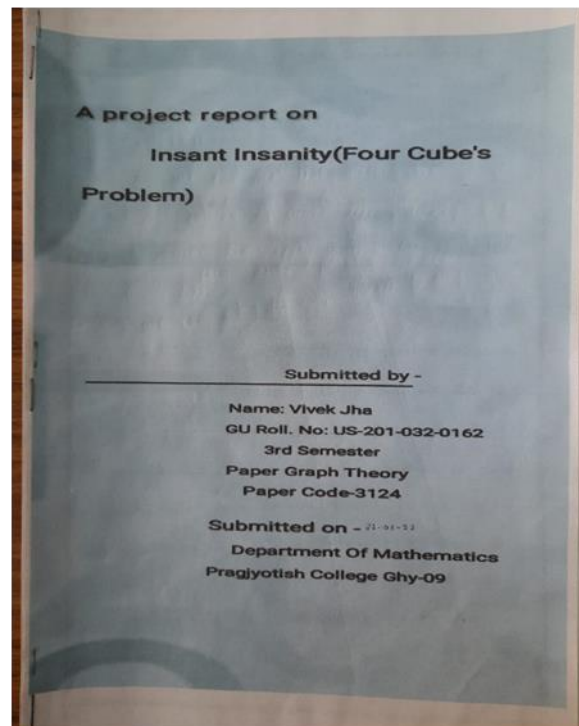 A project report on
Insant Insanity(Four Cube's
Problem)
Submitted by -
Name: Vivek Jha
GU Roll. No: US-201-032-0162
3rd Semester
Paper Graph Theory
Paper Code-3124
Submitted on -
Department Of Mathematics
Pragjyotish College Ghy-09